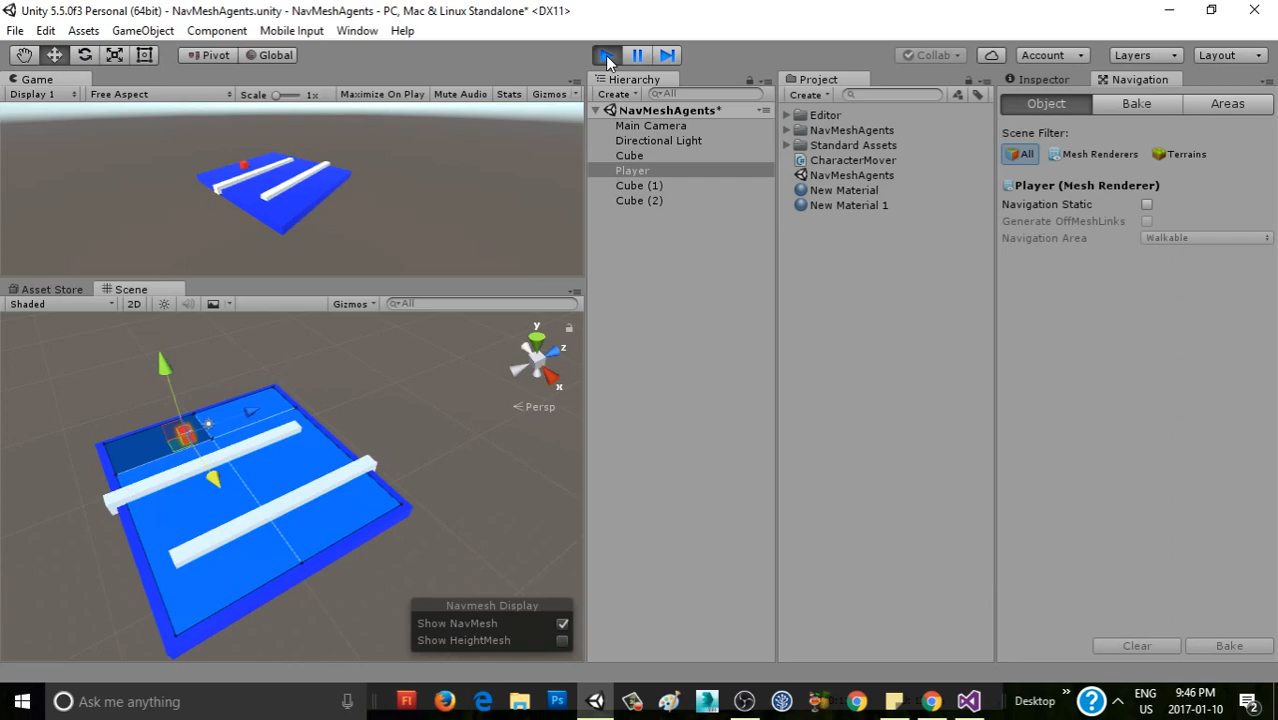 Unity 5.5.0f3 Personal (64bit) - NavMeshAgents.unity - NavMeshAgents - PC, Mac & Linux Standalone* <DX11>
File Edit Assets GameObject Component Mobile Input Window Help
Pivot Global Collab Account Layers Layout
Game Hierarchy Project Inspector Navigation
Display 1 Free Aspect Scale 1x Maximize On Play Mute Audio Stats Gizmos Create All Create
Object Bake Areas
NavMeshAgents*
Main Camera
Directional Light
Cube
Player
Cube (1)
Cube (2)
Editor
NavMeshAgents
Standard Assets
CharacterMover
NavMeshAgents
New Material
New Material 1
Scene Filter:
All Mesh Renderers Terrains
Player (Mesh Renderer)
Navigation Static
Generate OffMeshLinks
Navigation Area Walkable
Asset Store Scene
Shaded 2D Gizmos All
y
z
x
Persp
Navmesh Display
Show NavMesh
Show HeightMesh
Clear Bake
Ask me anything
Fl
Ps
Desktop
ENG
US
9:46 PM
2017-01-10
2